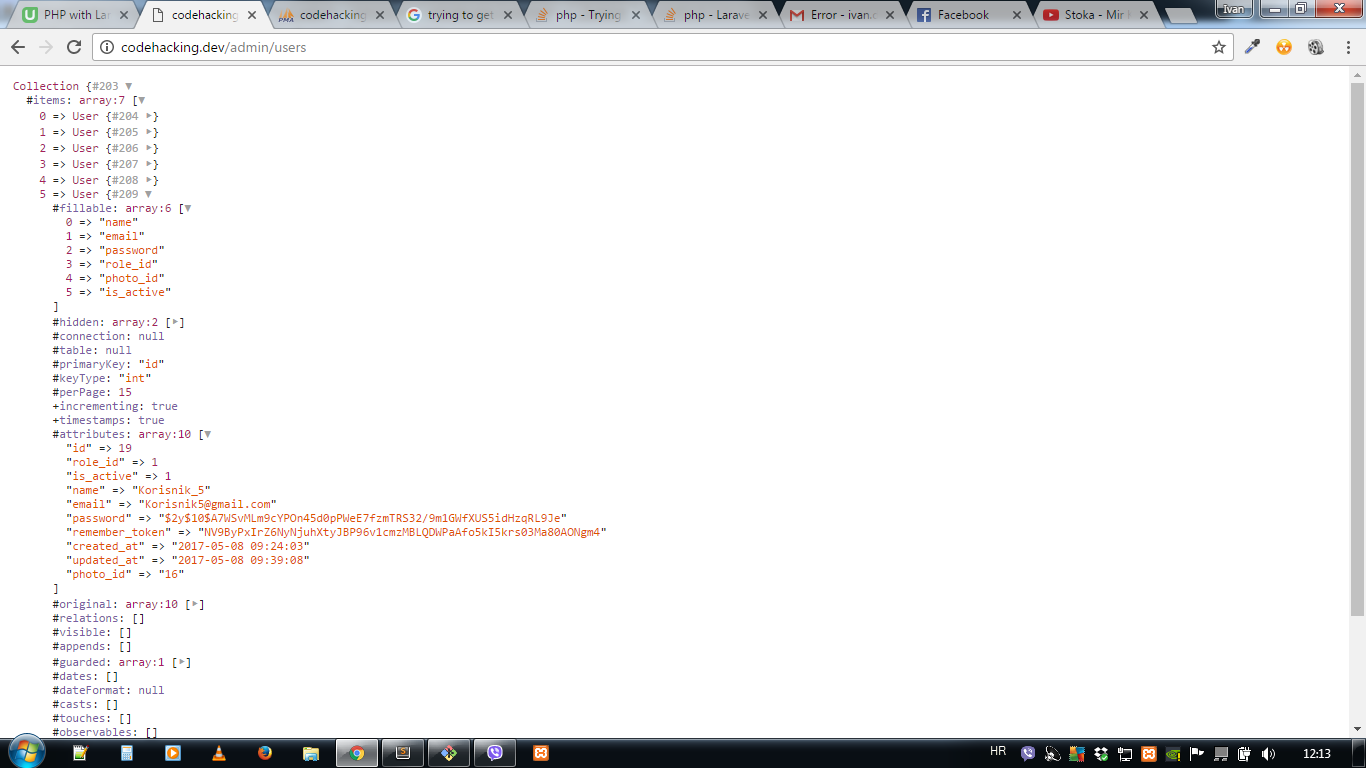 PHP with Lar
codehacking
codehacking
trying to get
php - Trying
php - Larave
Error - ivan.
Facebook
Stoka - Mir
Ivan
codehacking.dev/admin/users
Collection {#203 ▼
#items: array:7 [▼
0 => User {#204 ▶}
1 => User {#205 ▶}
2 => User {#206 ▶}
3 => User {#207 ▶}
4 => User {#208 ▶}
5 => User {#209 ▼
#fillable: array:6 [▼
0 => "name"
1 => "email"
2 => "password"
3 => "role_id"
4 => "photo_id"
5 => "is_active"
]
#hidden: array:2 [▶]
#connection: null
#table: null
#primaryKey: "id"
#keyType: "int"
#perPage: 15
+incrementing: true
+timestamps: true
#attributes: array:10 [▼
"id" => 19
"role_id" => 1
"is_active" => 1
"name" => "Korisnik_5"
"email" => "Korisnik5@gmail.com"
"password" => "$2y$10$A7WSvMLm9cYPOn45d0pPWeE7fzmTRS32/9m1GWfXUS5idHzqRL9Je"
"remember_token" => "NV9ByPxIrZ6NyNjuhXtyJBP96vlcmzMBLQDWPaAfo5kI5krs03Ma80AONgm4"
"created_at" => "2017-05-08 09:24:03"
"updated_at" => "2017-05-08 09:39:08"
"photo_id" => "16"
]
#original: array:10 [▶]
#relations: []
#visible: []
#appends: []
#guarded: array:1 [▶]
#dates: []
#dateFormat: null
#casts: []
#touches: []
#observables: []
HR
12:13